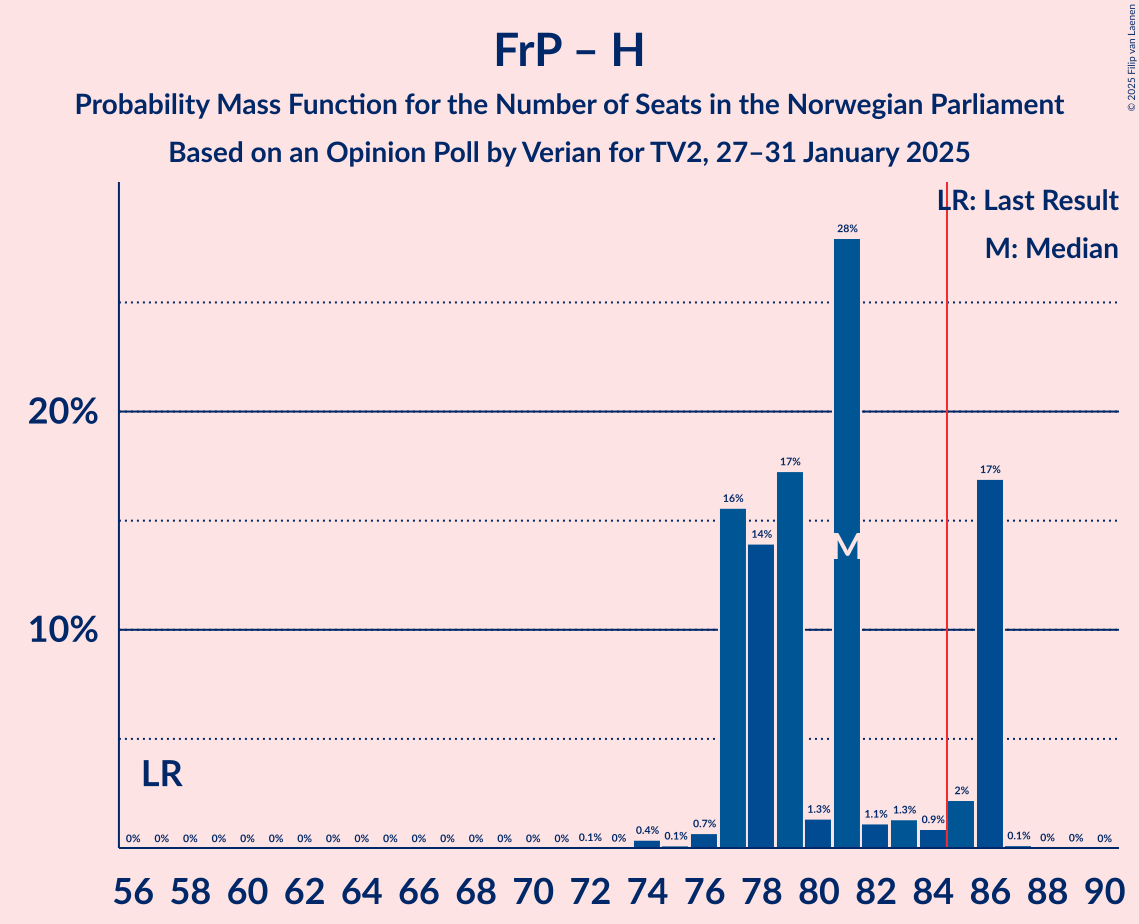 FrP – H
Probability Mass Function for the Number of Seats in the Norwegian Parliament
Based on an Opinion Poll by Verian for TV2, 27–31 January 2025
© 2025 Filip van Laenen
LR: Last Result
M: Median
28%
20%
17% 17%
16%
14%
M
10%
LR
0% 0% 0% 0% 0% 0% 0% 0% 0% 0% 0% 0% 0% 0% 0% 0% 0.1% 0% 0.4% 0.1% 0.7% 1.3% 1.1% 1.3% 0.9% 2% 0.1% 0% 0% 0%
56 58 60 62 64 66 68 70 72 74 76 78 80 82 84 86 88 90